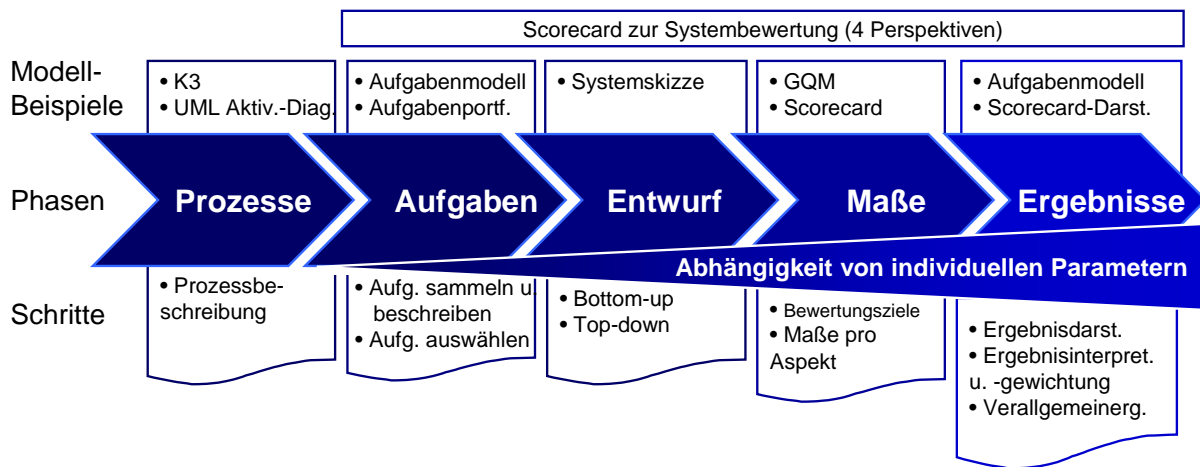 Scorecard zur Systembewertung (4 Perspektiven)
Modell-
Beispiele
• K3
• UML Aktiv.-Diag.
• Aufgabenmodell
• Aufgabenportf.
• Systemskizze
• GQM
• Scorecard
• Aufgabenmodell
• Scorecard-Darst.
Phasen
Prozesse
Aufgaben
Entwurf
Maße
Ergebnisse
Abhängigkeit von individuellen Parametern
Schritte
• Prozessbe-
schreibung
• Aufg. sammeln u.
beschreiben
• Aufg. auswählen
• Bottom-up
• Top-down
• Bewertungsziele
• Maße pro
Aspekt
• Ergebnisdarst.
• Ergebnisinterpret.
u. -gewichtung
• Verallgemeinerg.